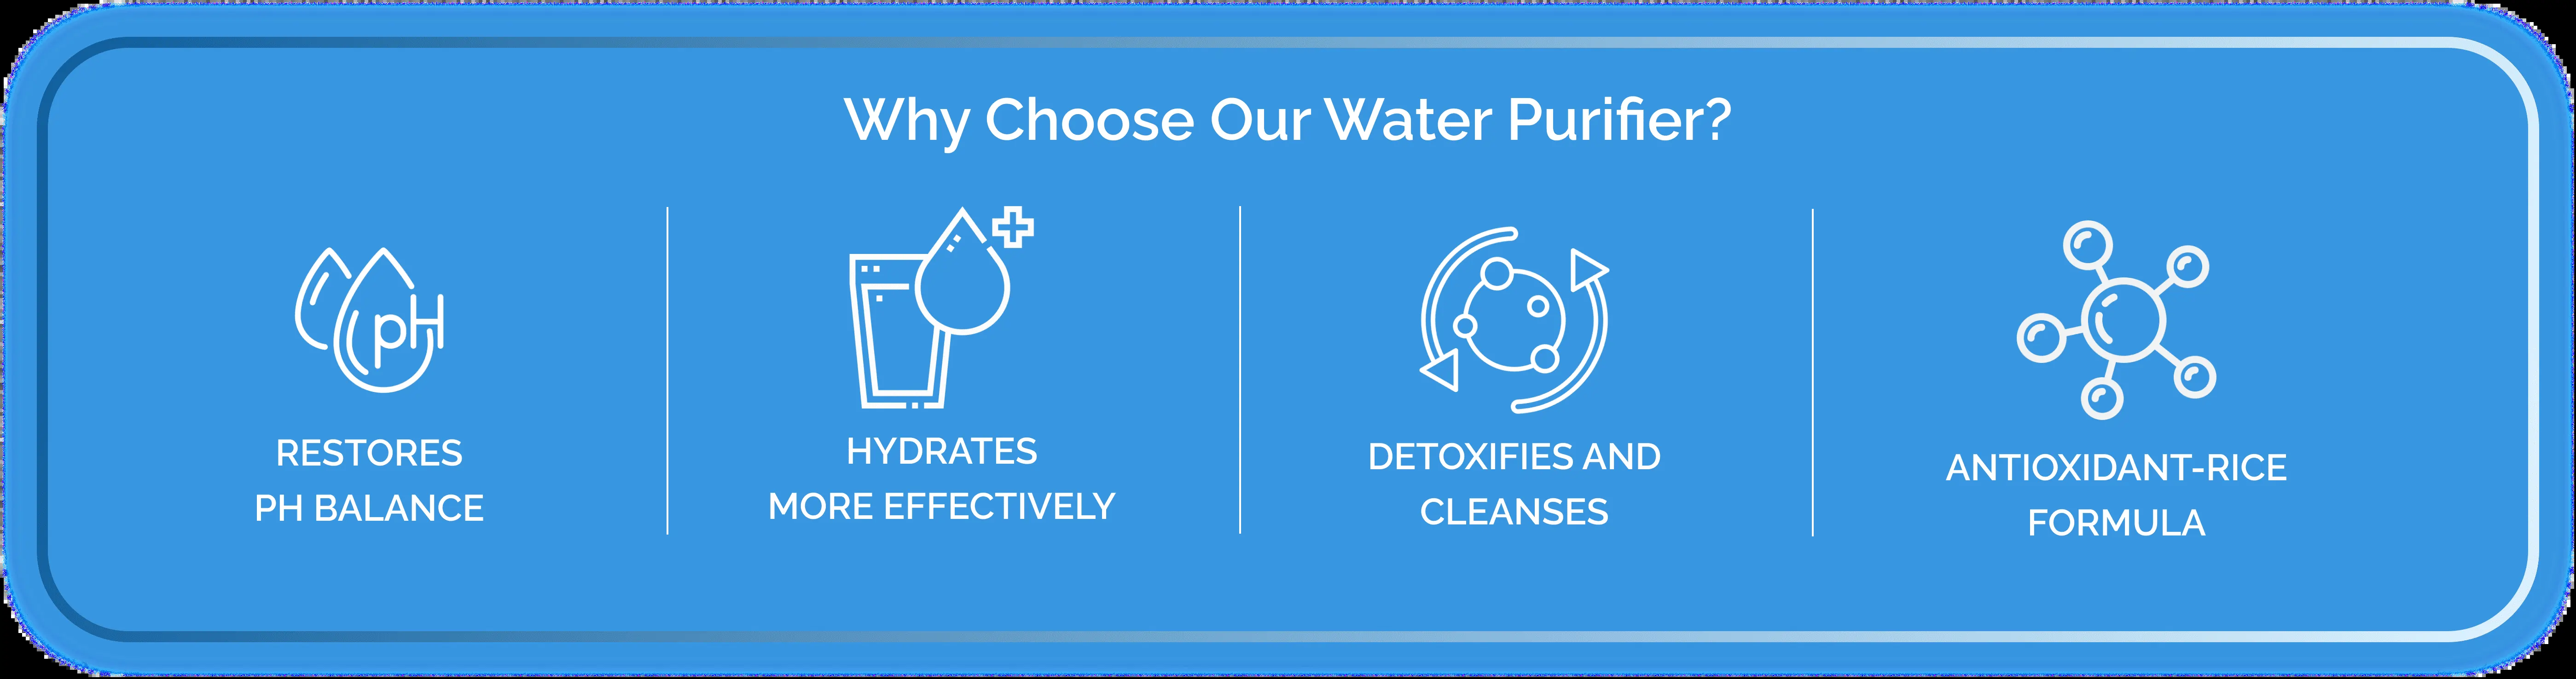 Why Choose Our Water Purifier?
pH
RESTORES
PH BALANCE
HYDRATES
MORE EFFECTIVELY
DETOXIFIES AND
CLEANSES
ANTIOXIDANT-RICE
FORMULA